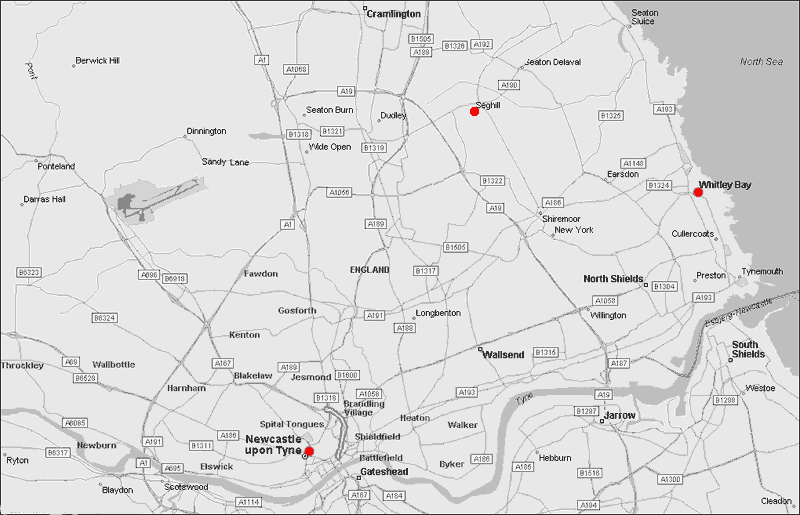 Cramlington
Seaton
Sluice
B1505
B1326
A192
A189
A1
Berwick Hill
A1068
Seaton Delaval
North Sea
Pont
A19
A190
Seghill
Seaton Burn
Dudley
A193
B1325
Dinnington
B1318
B1321
Wide Open
B1319
Ponteland
Sandy Lane
A1148
Earsdon
B1322
B1324
Whitley Bay
A1056
Darras Hall
A186
A19
Shiremoor
A1
A189
New York
Cullercoats
B1505
ENGLAND
B6323
A696
B6918
Fawdon
B1317
North Shields
Preston
Tynemouth
B1304
A193
A1058
Esbjerg-Newcastle
Gosforth
A191
Longbenton
Willington
B6324
A188
Kenton
South
Shields
Wallsend
B1315
A69
Wallbottle
A167
A189
A187
Throckley
B6528
Blakelaw
Jesmond
B1600
Harnham
Westoe
A1058
A193
Tyne
A19
B1318
Brandling
Village
B1298
B1297
Jarrow
A6085
Heaton
Spital Tongues
Walker
A186
Shieldfield
Newcastle
upon Tyne
A191
B1311
Newburn
B6317
Ryton
A1
A695
Elswick
Battlefield
Byker
A186
Hebburn
A185
Gateshead
B1516
Blaydon
Scotswood
A1114
A167
A184
A194
Cleadon